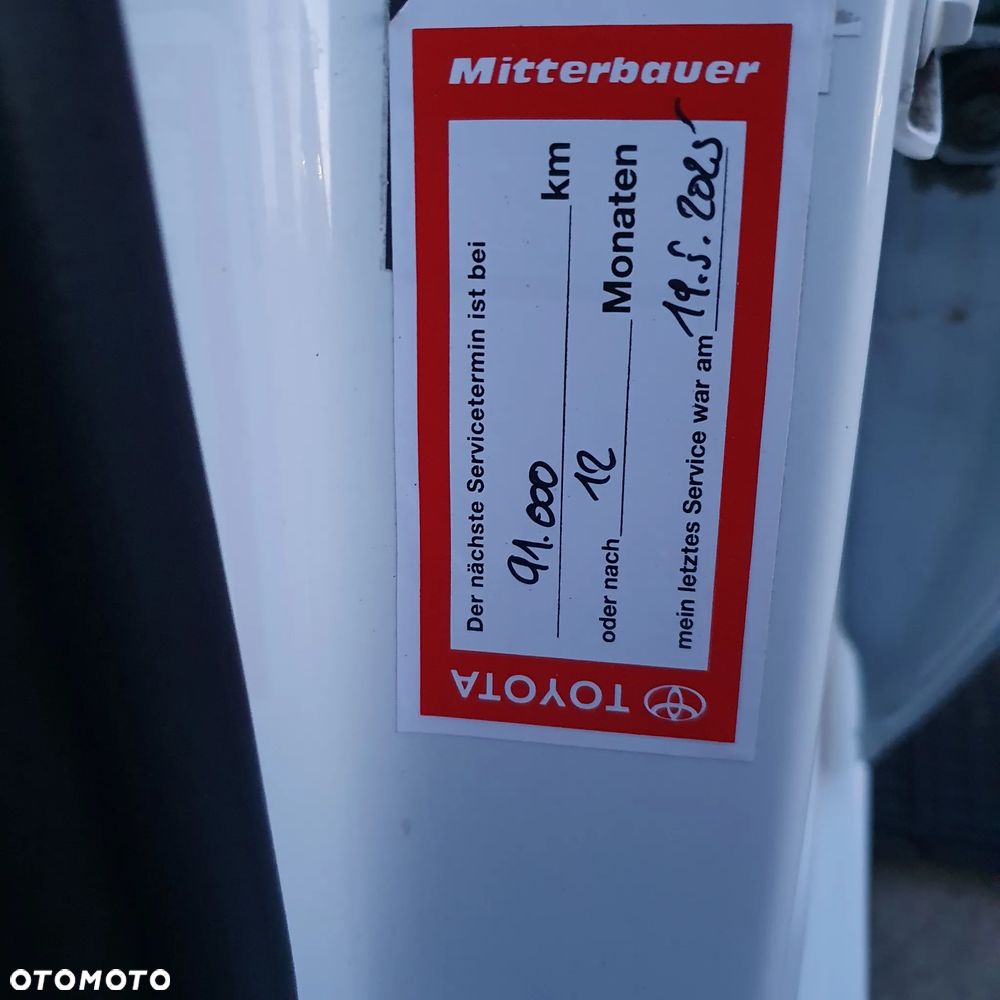 Mitterbauer
Der nächste Servicetermin ist bei
91.000 km
oder nach 12 Monaten
mein letztes Service war am 19.5.2025
TOYOTA
OTOMOTO